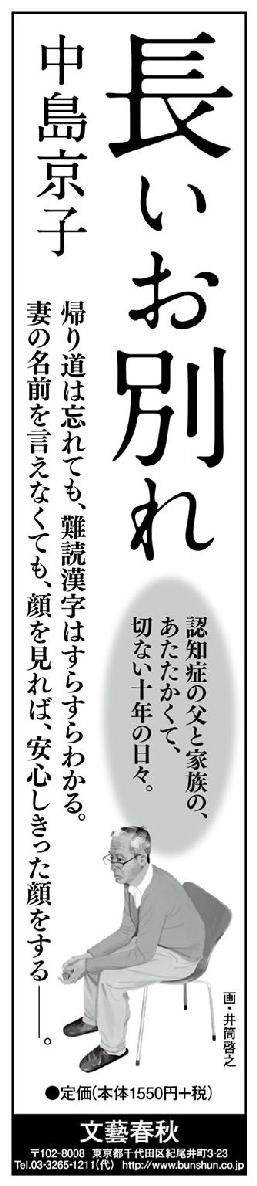 長いお別れ
中島京子
帰り道は忘れても、難読漢字はすらすらわかる。
妻の名前を言えなくても、顔を見れば、安心しきった顔をする――。
認知症の父と家族の、
あたたかくて、
切ない十年の日々。
画・井筒啓之
●定価(本体1550円+税)
文藝春秋
〒102-8008 東京都千代田区紀尾井町3-23
Tel.03-3265-1211(代) http://www.bunshun.co.jp